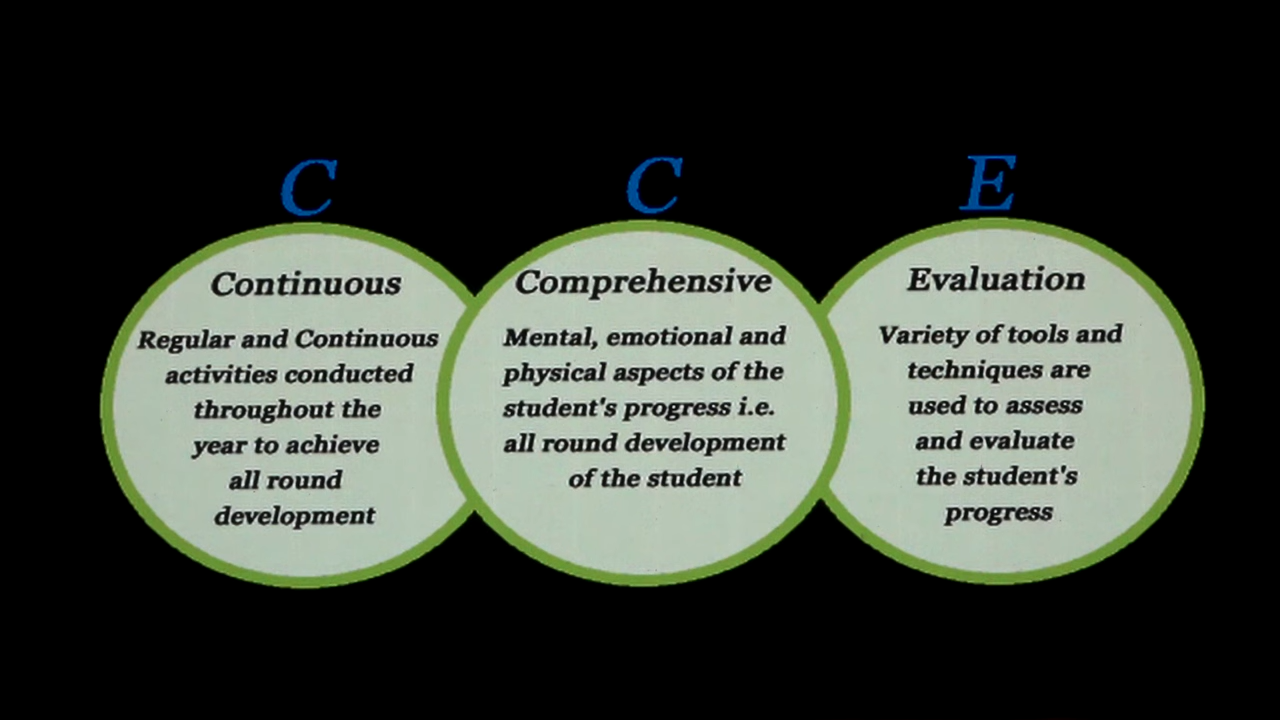 C
Continuous
Regular and Continuous
activities conducted
throughout the
year to achieve
all round
development
C
Comprehensive
Mental, emotional and
physical aspects of the
student's progress i.e.
all round development
of the student
E
Evaluation
Variety of tools and
techniques are
used to assess
and evaluate
the student's
progress